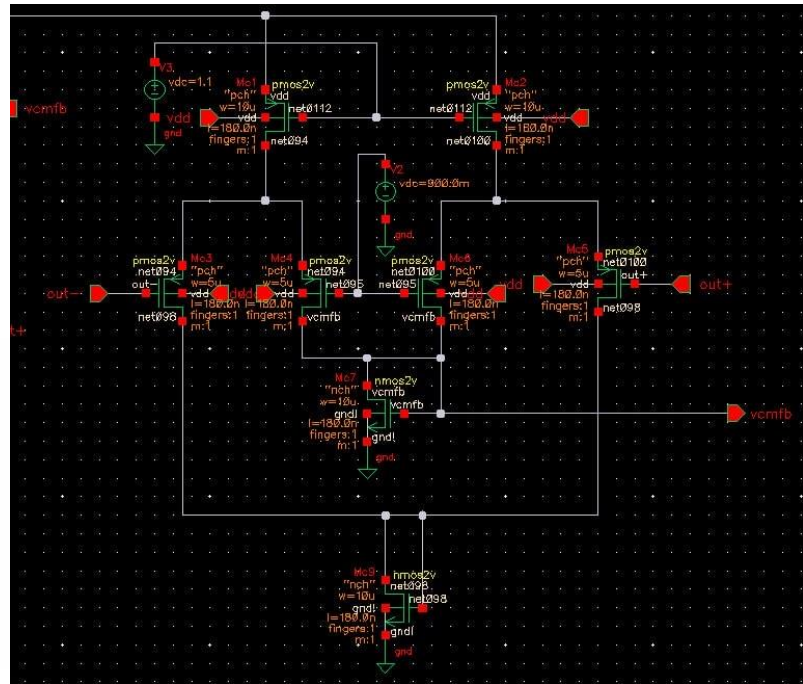 V3
vdc=1.1
gnd
vcmfb
Mc1
pmos2v
"pch"
w=10u
vdd
vdd
vdd
l=180.0n
fingers:1
m:1
net0112
net094
pmos2v
Mc2
vdd
"pch"
w=10u
net0112
vdd
vdd
l=180.0n
fingers:1
m:1
net0100
V2
vdc=900.0m
gnd
pmos2v
Mc3
net094
"pch"
w=5u
out-
out-
vdd
l=180.0n
fingers:1
m:1
net098
Mc4
pmos2v
"pch"
net094
w=5u
vdd
net095
l=180.0n
fingers:1
m:1
vcmfb
Mc6
pmos2v
net0100
"pch"
w=5u
net095
vdd
l=180.0n
fingers:1
m:1
vcmfb
Mc5
pmos2v
"pch"
net0100
w=5u
out+
vdd
vdd
out+
l=180.0n
fingers:1
m:1
net098
t+
Mc7
nmos2v
"nch"
vcmfb
w=10u
vcmfb
gnd!
l=180.0n
fingers:1
gnd!
m:1
gnd
vcmfb
Mc9
nmos2v
"nch"
net098
w=10u
net098
gnd!
l=180.0n
fingers:1
gnd!
m:1
gnd